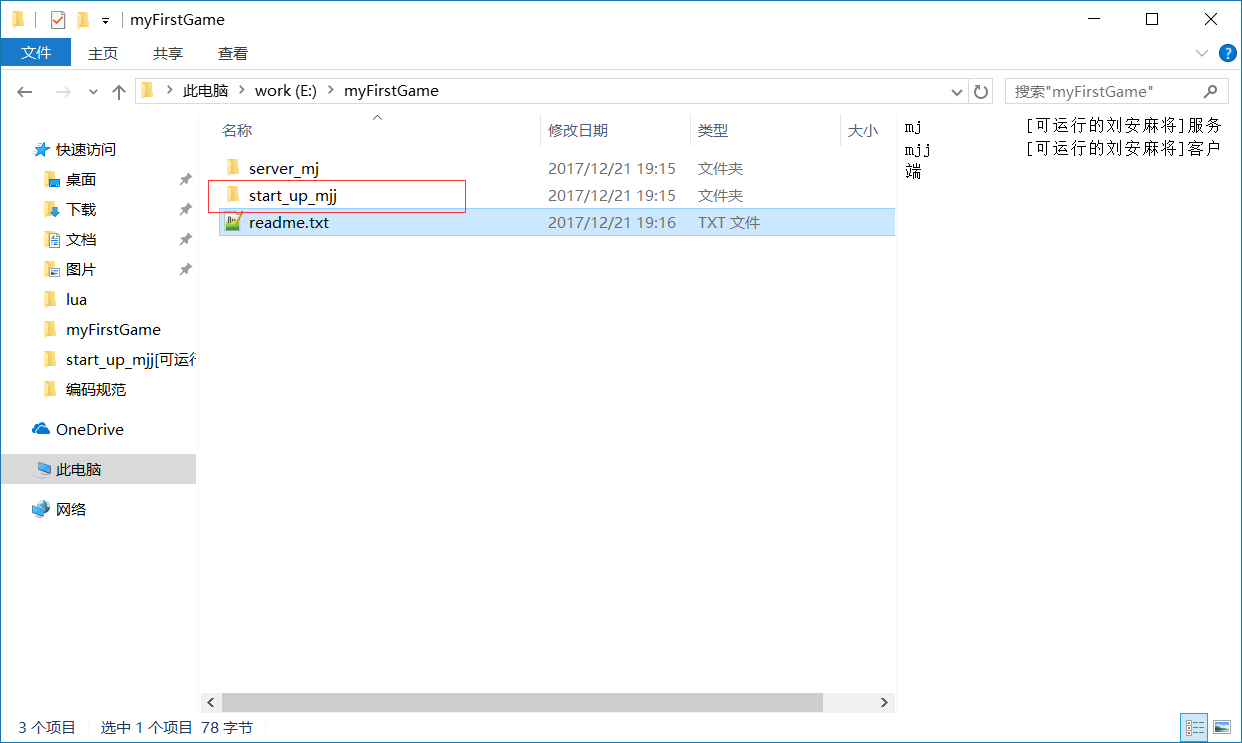 myFirstGame
文件 主页 共享 查看
此电脑 work (E:) myFirstGame 搜索"myFirstGame"
名称 修改日期 类型 大小
server_mj 2017/12/21 19:15 文件夹
start_up_mjj 2017/12/21 19:15 文件夹
readme.txt 2017/12/21 19:16 TXT 文件
快速访问
桌面
下载
文档
图片
lua
myFirstGame
start_up_mjj[可运行
编码规范
OneDrive
此电脑
网络
mj [可运行的刘安麻将]服务
mjj [可运行的刘安麻将]客户
端
3 个项目 选中 1 个项目 78 字节